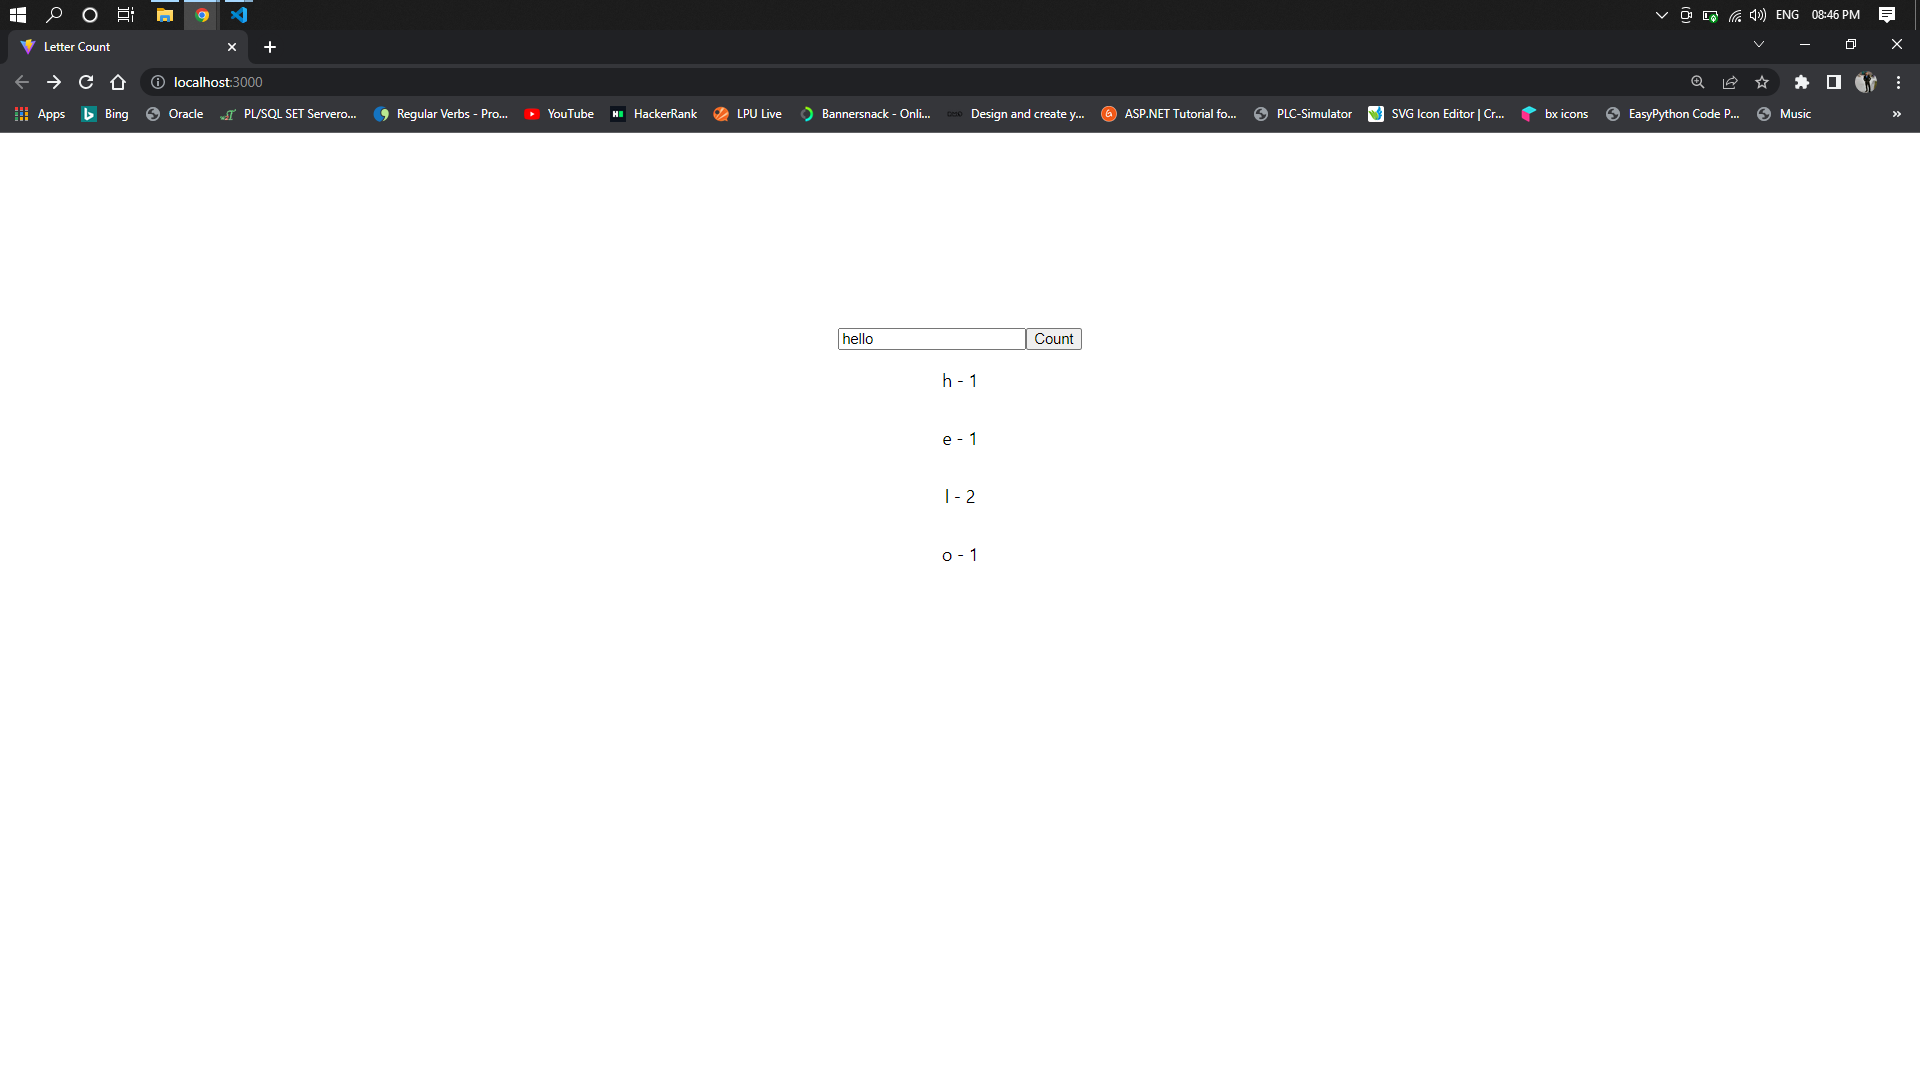 ENG 08:46 PM
Letter Count
localhost:3000
Apps Bing Oracle PL/SQL SET Servero... Regular Verbs - Pro... YouTube HackerRank LPU Live Bannersnack - Onli... Design and create y... ASP.NET Tutorial fo... PLC-Simulator SVG Icon Editor | Cr... bx icons EasyPython Code P... Music »
hello Count
h - 1
e - 1
l - 2
o - 1